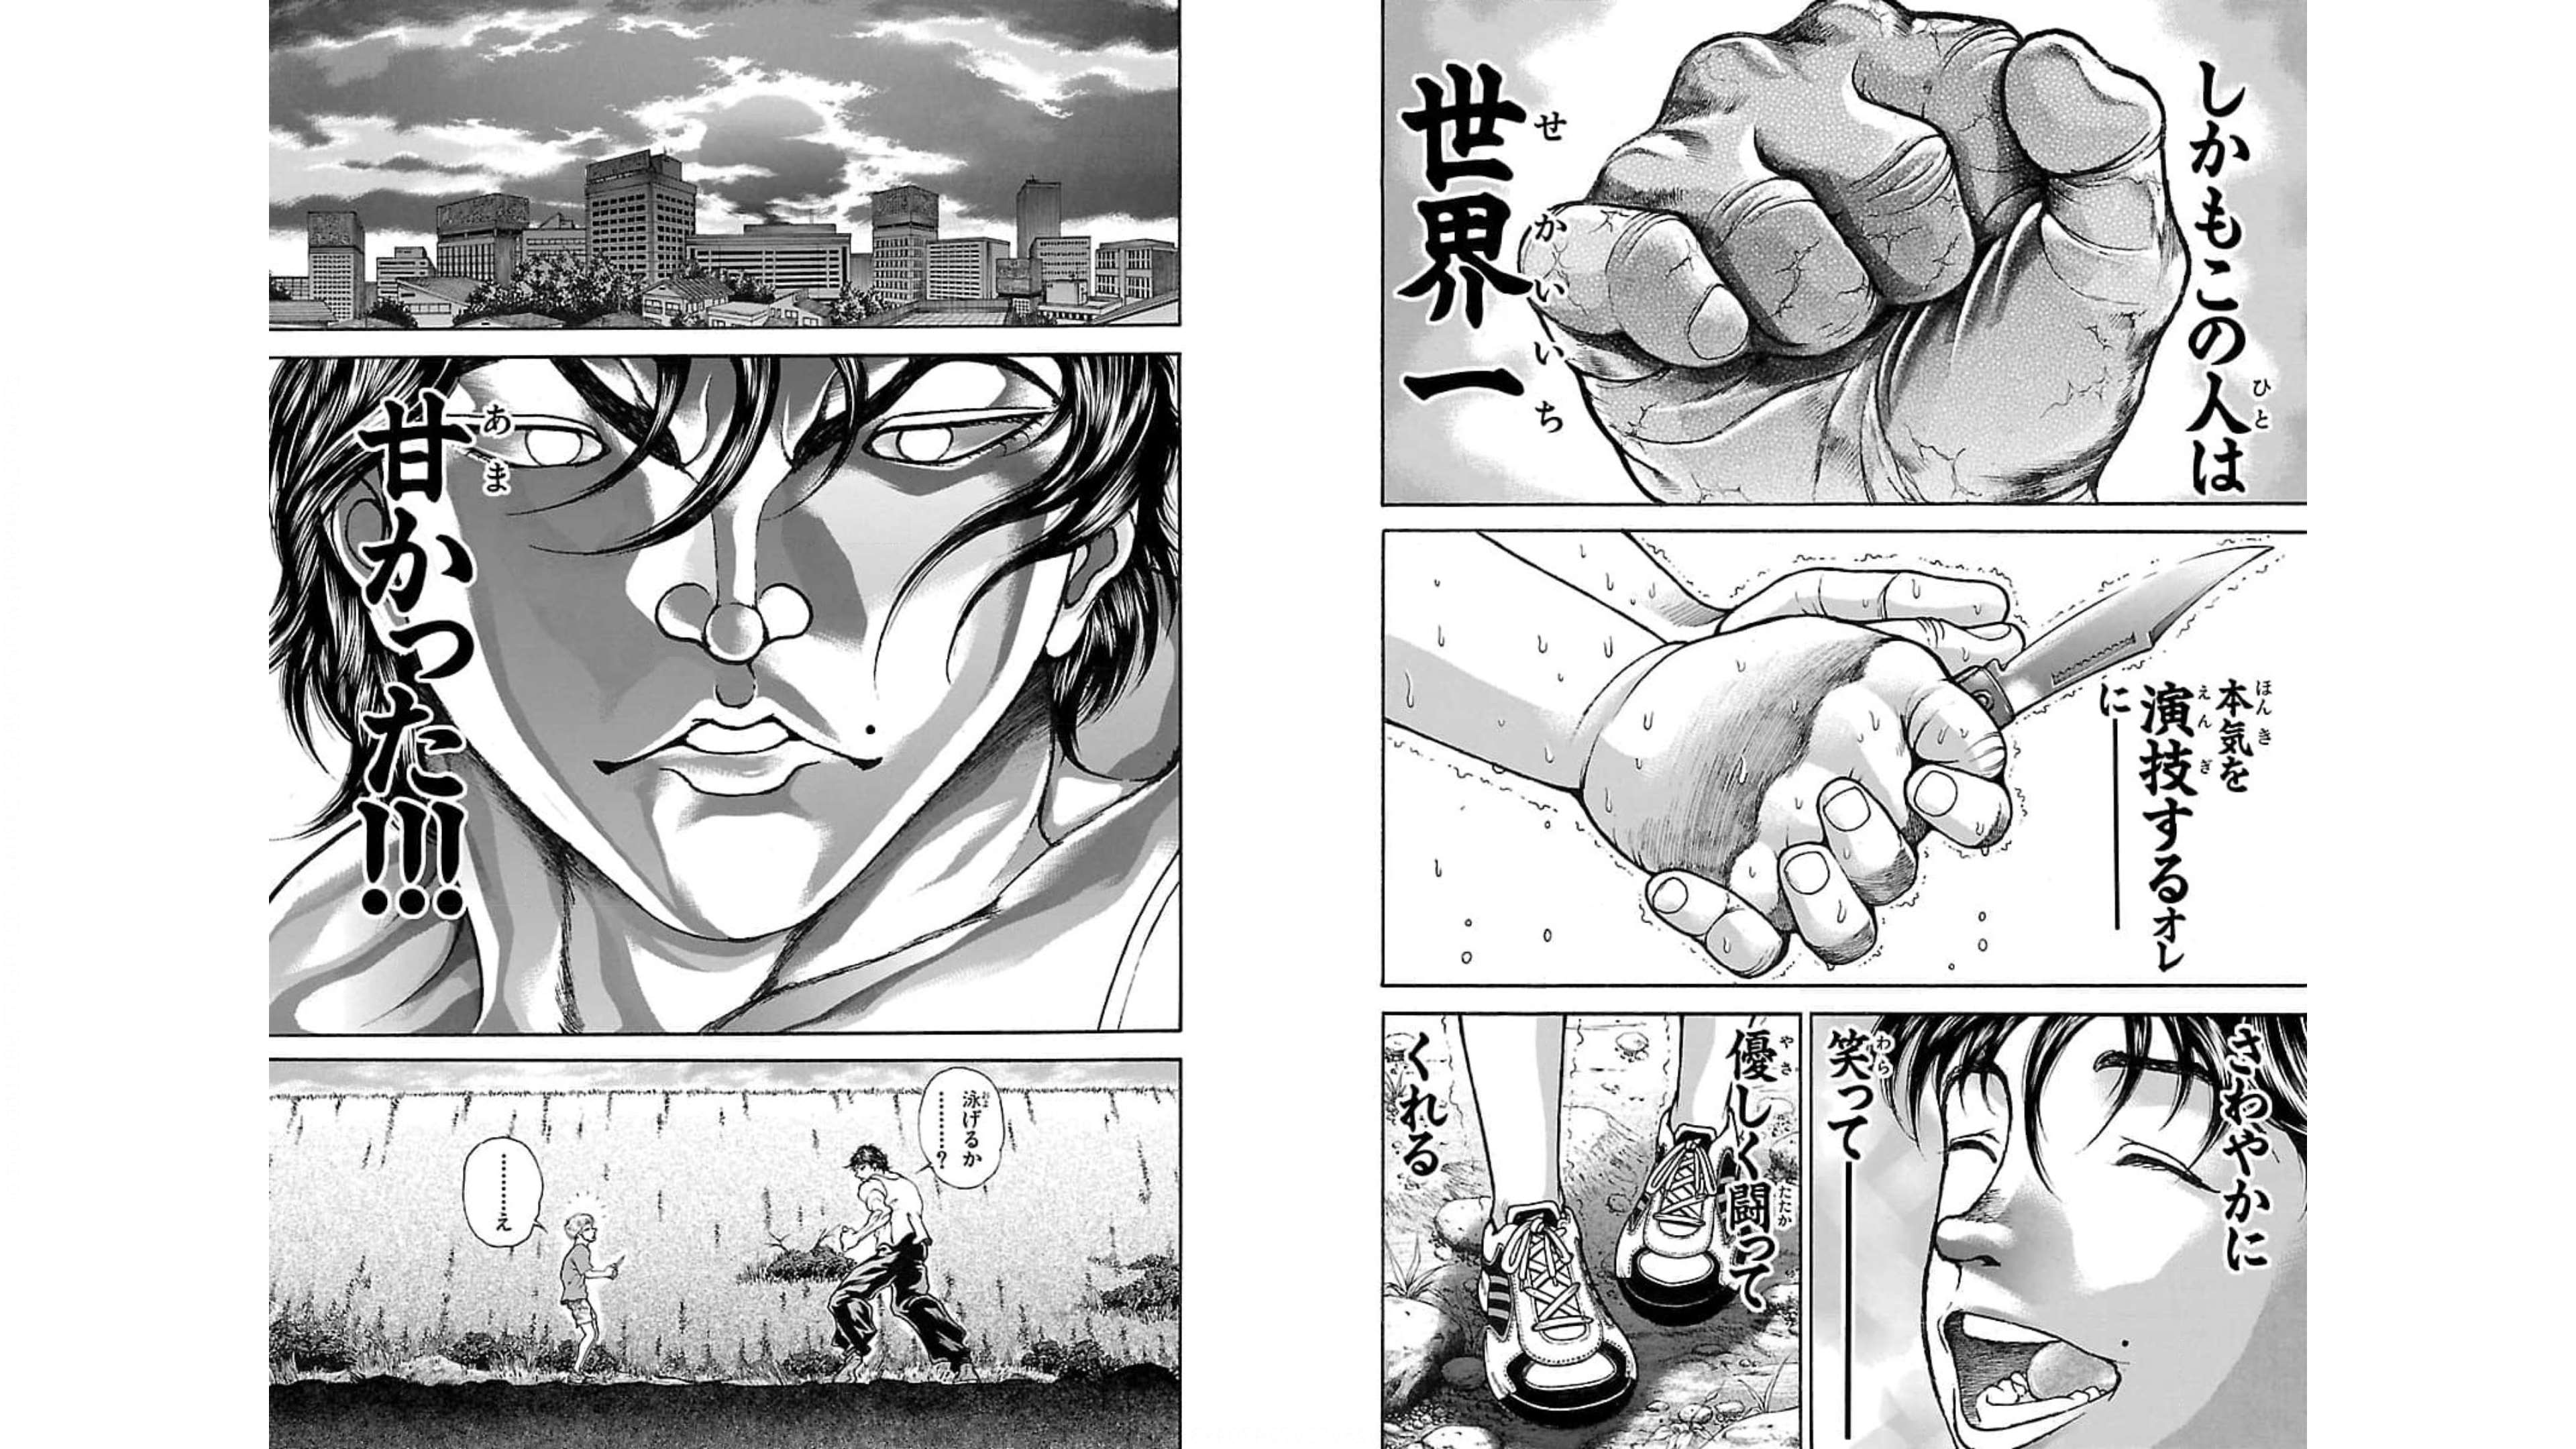 しかもこの人は
世界一
本気を
演技するオレ
に──
さわやかに
笑って──
優しく闘って
くれる
甘かった!!!
泳げるか
………?
………え